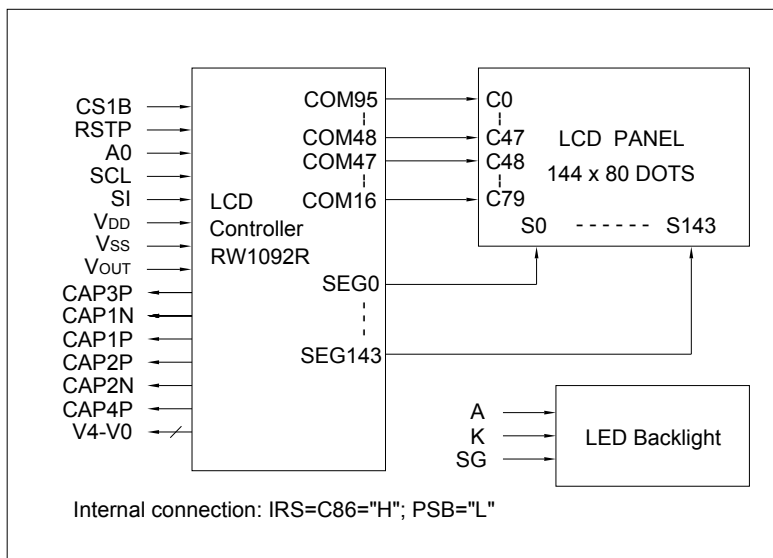 CS1B
RSTP
A0
SCL
SI
VDD
VSS
VOUT
CAP3P
CAP1N
CAP1P
CAP2P
CAP2N
CAP4P
V4-V0
LCD
Controller
RW1092R
COM95
COM48
COM47
COM16
SEG0
SEG143
C0
C47
C48
C79
LCD PANEL
144 x 80 DOTS
S0 ------ S143
A
K
SG
LED Backlight
Internal connection: IRS=C86="H"; PSB="L"